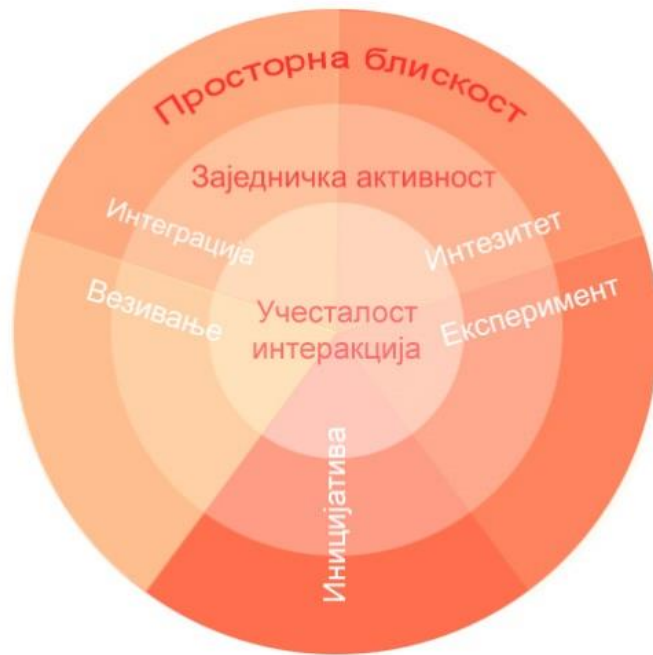 Просторна блискост
Заједничка активност
Интеграција
Интезитет
Везивање
Експеримент
Учесталост
интеракција
Иницијатива